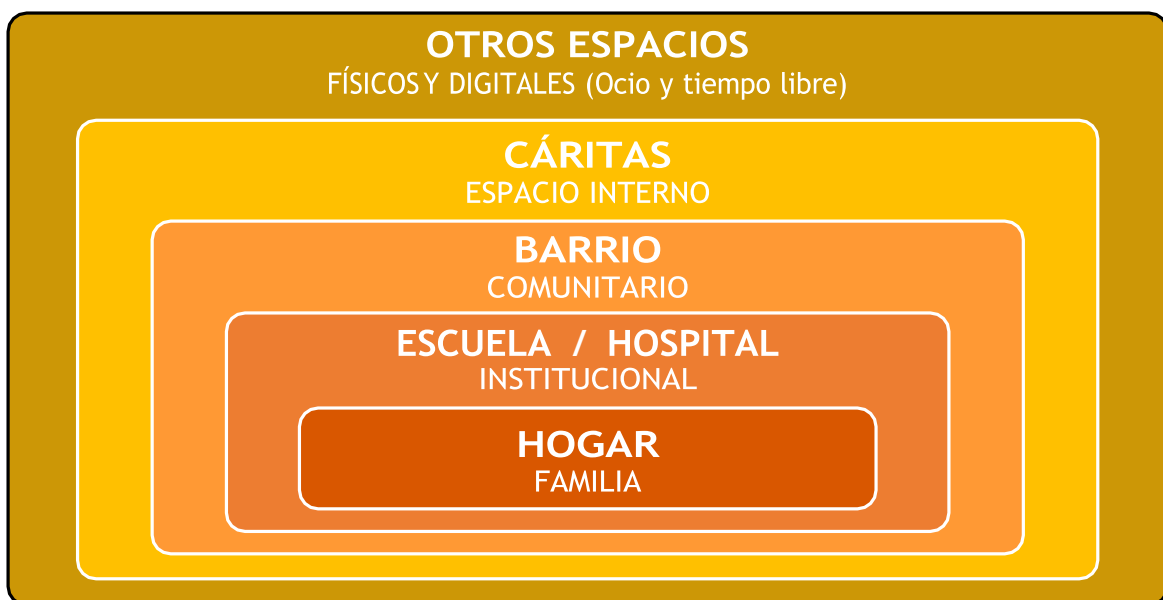 OTROS ESPACIOS
FÍSICOS Y DIGITALES (Ocio y tiempo libre)
CÁRITAS
ESPACIO INTERNO
BARRIO
COMUNITARIO
ESCUELA / HOSPITAL
INSTITUCIONAL
HOGAR
FAMILIA